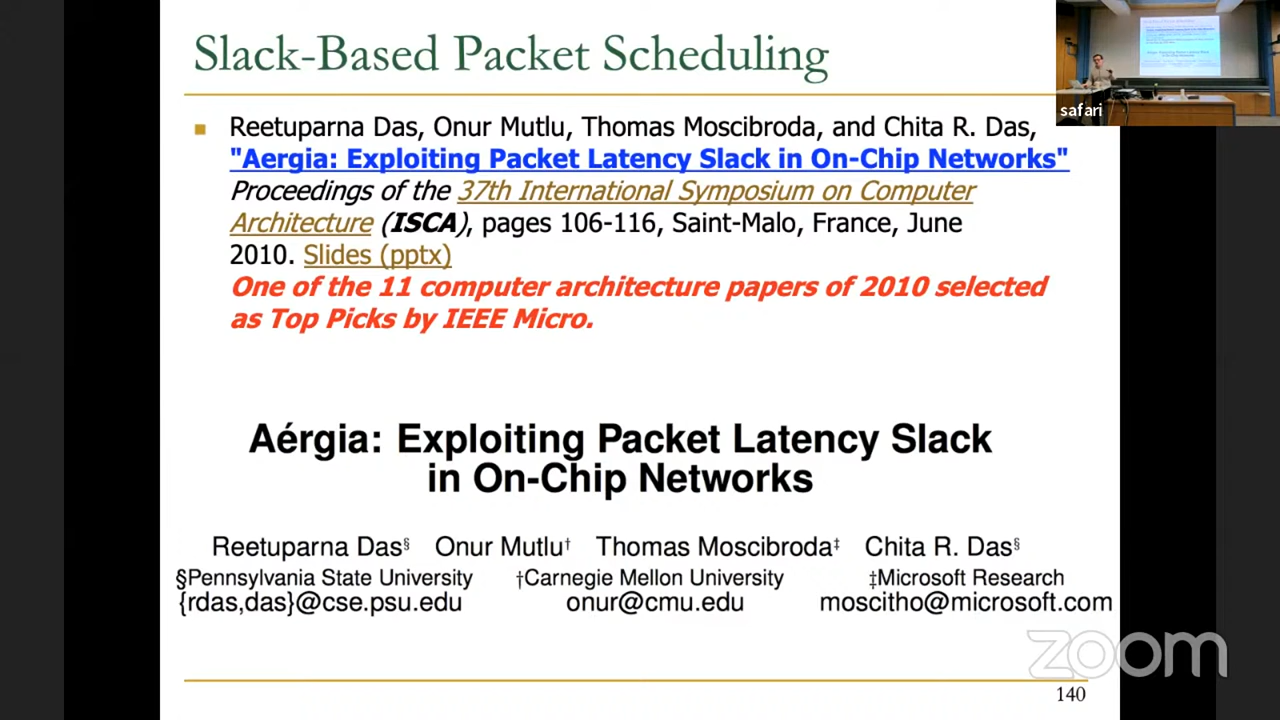 Slack-Based Packet Scheduling
Reetuparna Das, Onur Mutlu, Thomas Moscibroda, and Chita R. Das,
"Aergia: Exploiting Packet Latency Slack in On-Chip Networks"
Proceedings of the 37th International Symposium on Computer
Architecture (ISCA), pages 106-116, Saint-Malo, France, June
2010. Slides (pptx)
One of the 11 computer architecture papers of 2010 selected
as Top Picks by IEEE Micro.
Aérgia: Exploiting Packet Latency Slack
in On-Chip Networks
Reetuparna Das§ Onur Mutlu† Thomas Moscibroda‡ Chita R. Das§
§Pennsylvania State University †Carnegie Mellon University ‡Microsoft Research
{rdas,das}@cse.psu.edu onur@cmu.edu moscitho@microsoft.com
140
safari
zoom